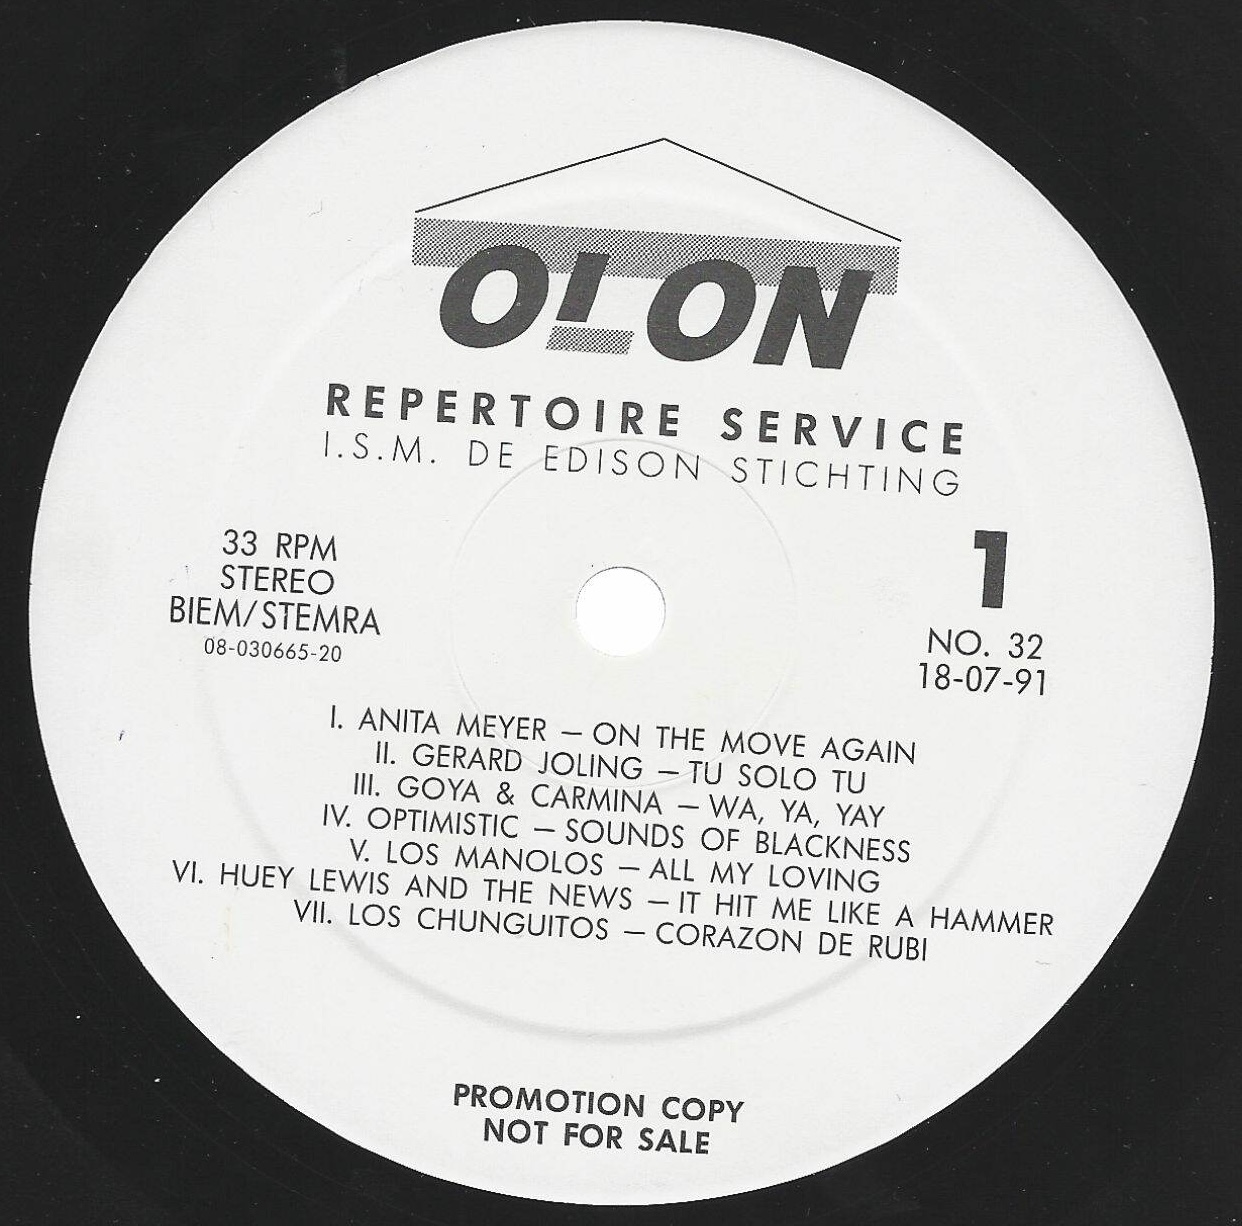 OLON
REPERTOIRE SERVICE
I.S.M. DE EDISON STICHTING
33 RPM
STEREO
BIEM/STEMRA
08-030665-20
1
NO. 32
18-07-91
I. ANITA MEYER – ON THE MOVE AGAIN
II. GERARD JOLING – TU SOLO TU
III. GOYA & CARMINA – WA, YA, YAY
IV. OPTIMISTIC – SOUNDS OF BLACKNESS
V. LOS MANOLOS – ALL MY LOVING
VI. HUEY LEWIS AND THE NEWS – IT HIT ME LIKE A HAMMER
VII. LOS CHUNGUITOS – CORAZON DE RUBI
PROMOTION COPY
NOT FOR SALE